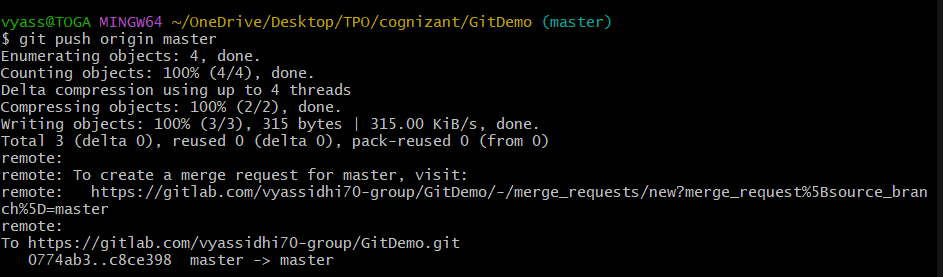 vyass@TOGA MINGW64 ~/OneDrive/Desktop/TPO/cognizant/GitDemo (master)
$ git push origin master
Enumerating objects: 4, done.
Counting objects: 100% (4/4), done.
Delta compression using up to 4 threads
Compressing objects: 100% (2/2), done.
Writing objects: 100% (3/3), 315 bytes | 315.00 KiB/s, done.
Total 3 (delta 0), reused 0 (delta 0), pack-reused 0 (from 0)
remote:
remote: To create a merge request for master, visit:
remote:   https://gitlab.com/vyassidhi70-group/GitDemo/-/merge_requests/new?merge_request%5Bsource_bran
ch%5D=master
remote:
To https://gitlab.com/vyassidhi70-group/GitDemo.git
   0774ab3..c8ce398  master -> master